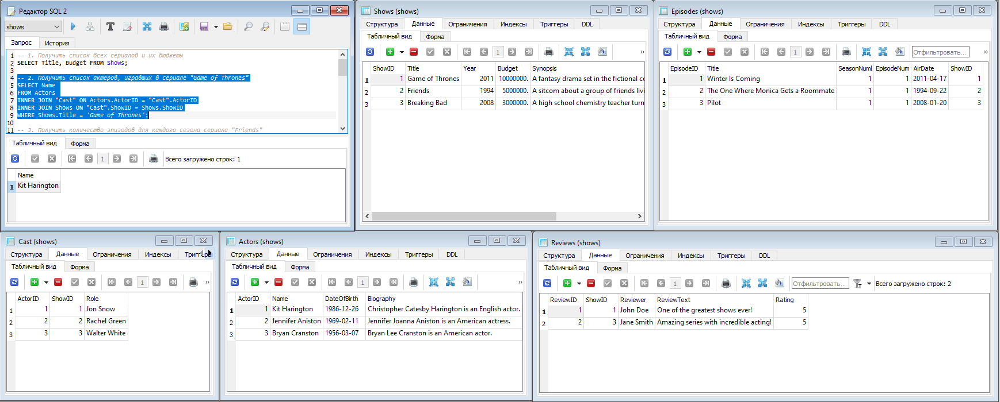 Редактор SQL 2
shows
Запрос
История
1 -- 1. Получить список всех сериалов и их бюджеты
2 SELECT Title, Budget FROM Shows;
3
4 -- 2. Получить список актеров, игравших в сериале "Game of Thrones"
5 SELECT Name
6 FROM Actors
7 INNER JOIN "Cast" ON Actors.ActorID = "Cast".ActorID
8 INNER JOIN Shows ON "Cast".ShowID = Shows.ShowID
9 WHERE Shows.Title = 'Game of Thrones';
10
11 -- 3. Получить количество эпизодов для каждого сезона сериала "Friends"
Табличный вид
Форма
1
Всего загружено строк: 1
Name
1 Kit Harington
Shows (shows)
Структура Данные Ограничения Индексы Триггеры DDL
Табличный вид Форма
1 »
ShowID Title Year Budget Synopsis
1 1 Game of Thrones 2011 10000000. A fantasy drama set in the fictional co
2 2 Friends 1994 5000000. A sitcom about a group of friends livi
3 3 Breaking Bad 2008 3000000. A high school chemistry teacher turn
Episodes (shows)
Структура Данные Ограничения Индексы Триггеры DDL
Табличный вид Форма
1 Отфильтровать... »
EpisodeID Title SeasonNuml EpisodeNum AirDate ShowID
1 1 Winter Is Coming 1 1 2011-04-17 1
2 2 The One Where Monica Gets a Roommate 1 1 1994-09-22 2
3 3 Pilot 1 1 2008-01-20 3
Cast (shows)
Структура Данные Ограничения Индексы Триггеры
Табличный вид Форма
1 »
ActorID ShowID Role
1 1 1 Jon Snow
2 2 2 Rachel Green
3 3 3 Walter White
Actors (shows)
Структура Данные Ограничения Индексы Триггеры DDL
Табличный вид Форма
1 »
ActorID Name DateOfBirth Biography
1 1 Kit Harington 1986-12-26 Christopher Catesby Harington is an English actor.
2 2 Jennifer Aniston 1969-02-11 Jennifer Joanna Aniston is an American actress.
3 3 Bryan Cranston 1956-03-07 Bryan Lee Cranston is an American actor.
Reviews (shows)
Структура Данные Ограничения Индексы Триггеры DDL
Табличный вид Форма
1 Отфильтровать... Всего загружено строк: 2
ReviewID ShowID Reviewer ReviewText Rating
1 1 1 John Doe One of the greatest shows ever! 5
2 2 3 Jane Smith Amazing series with incredible acting! 5